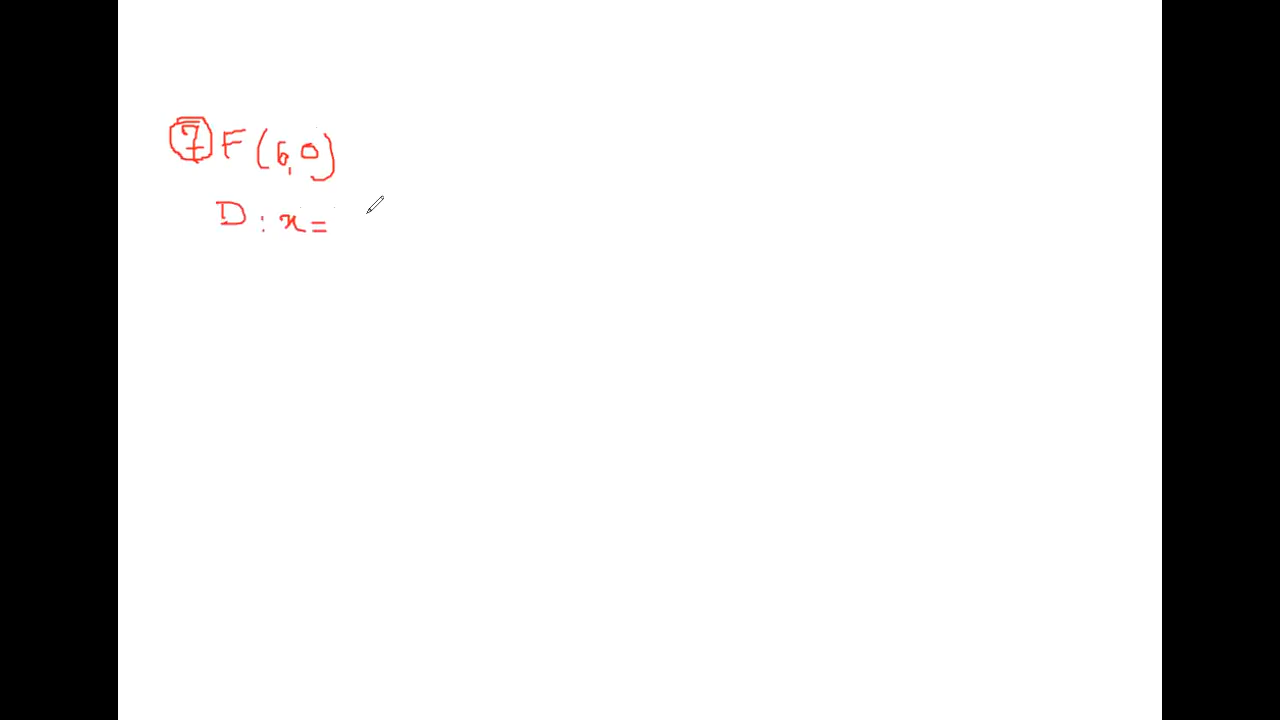 7 F (6,0)
D : x =